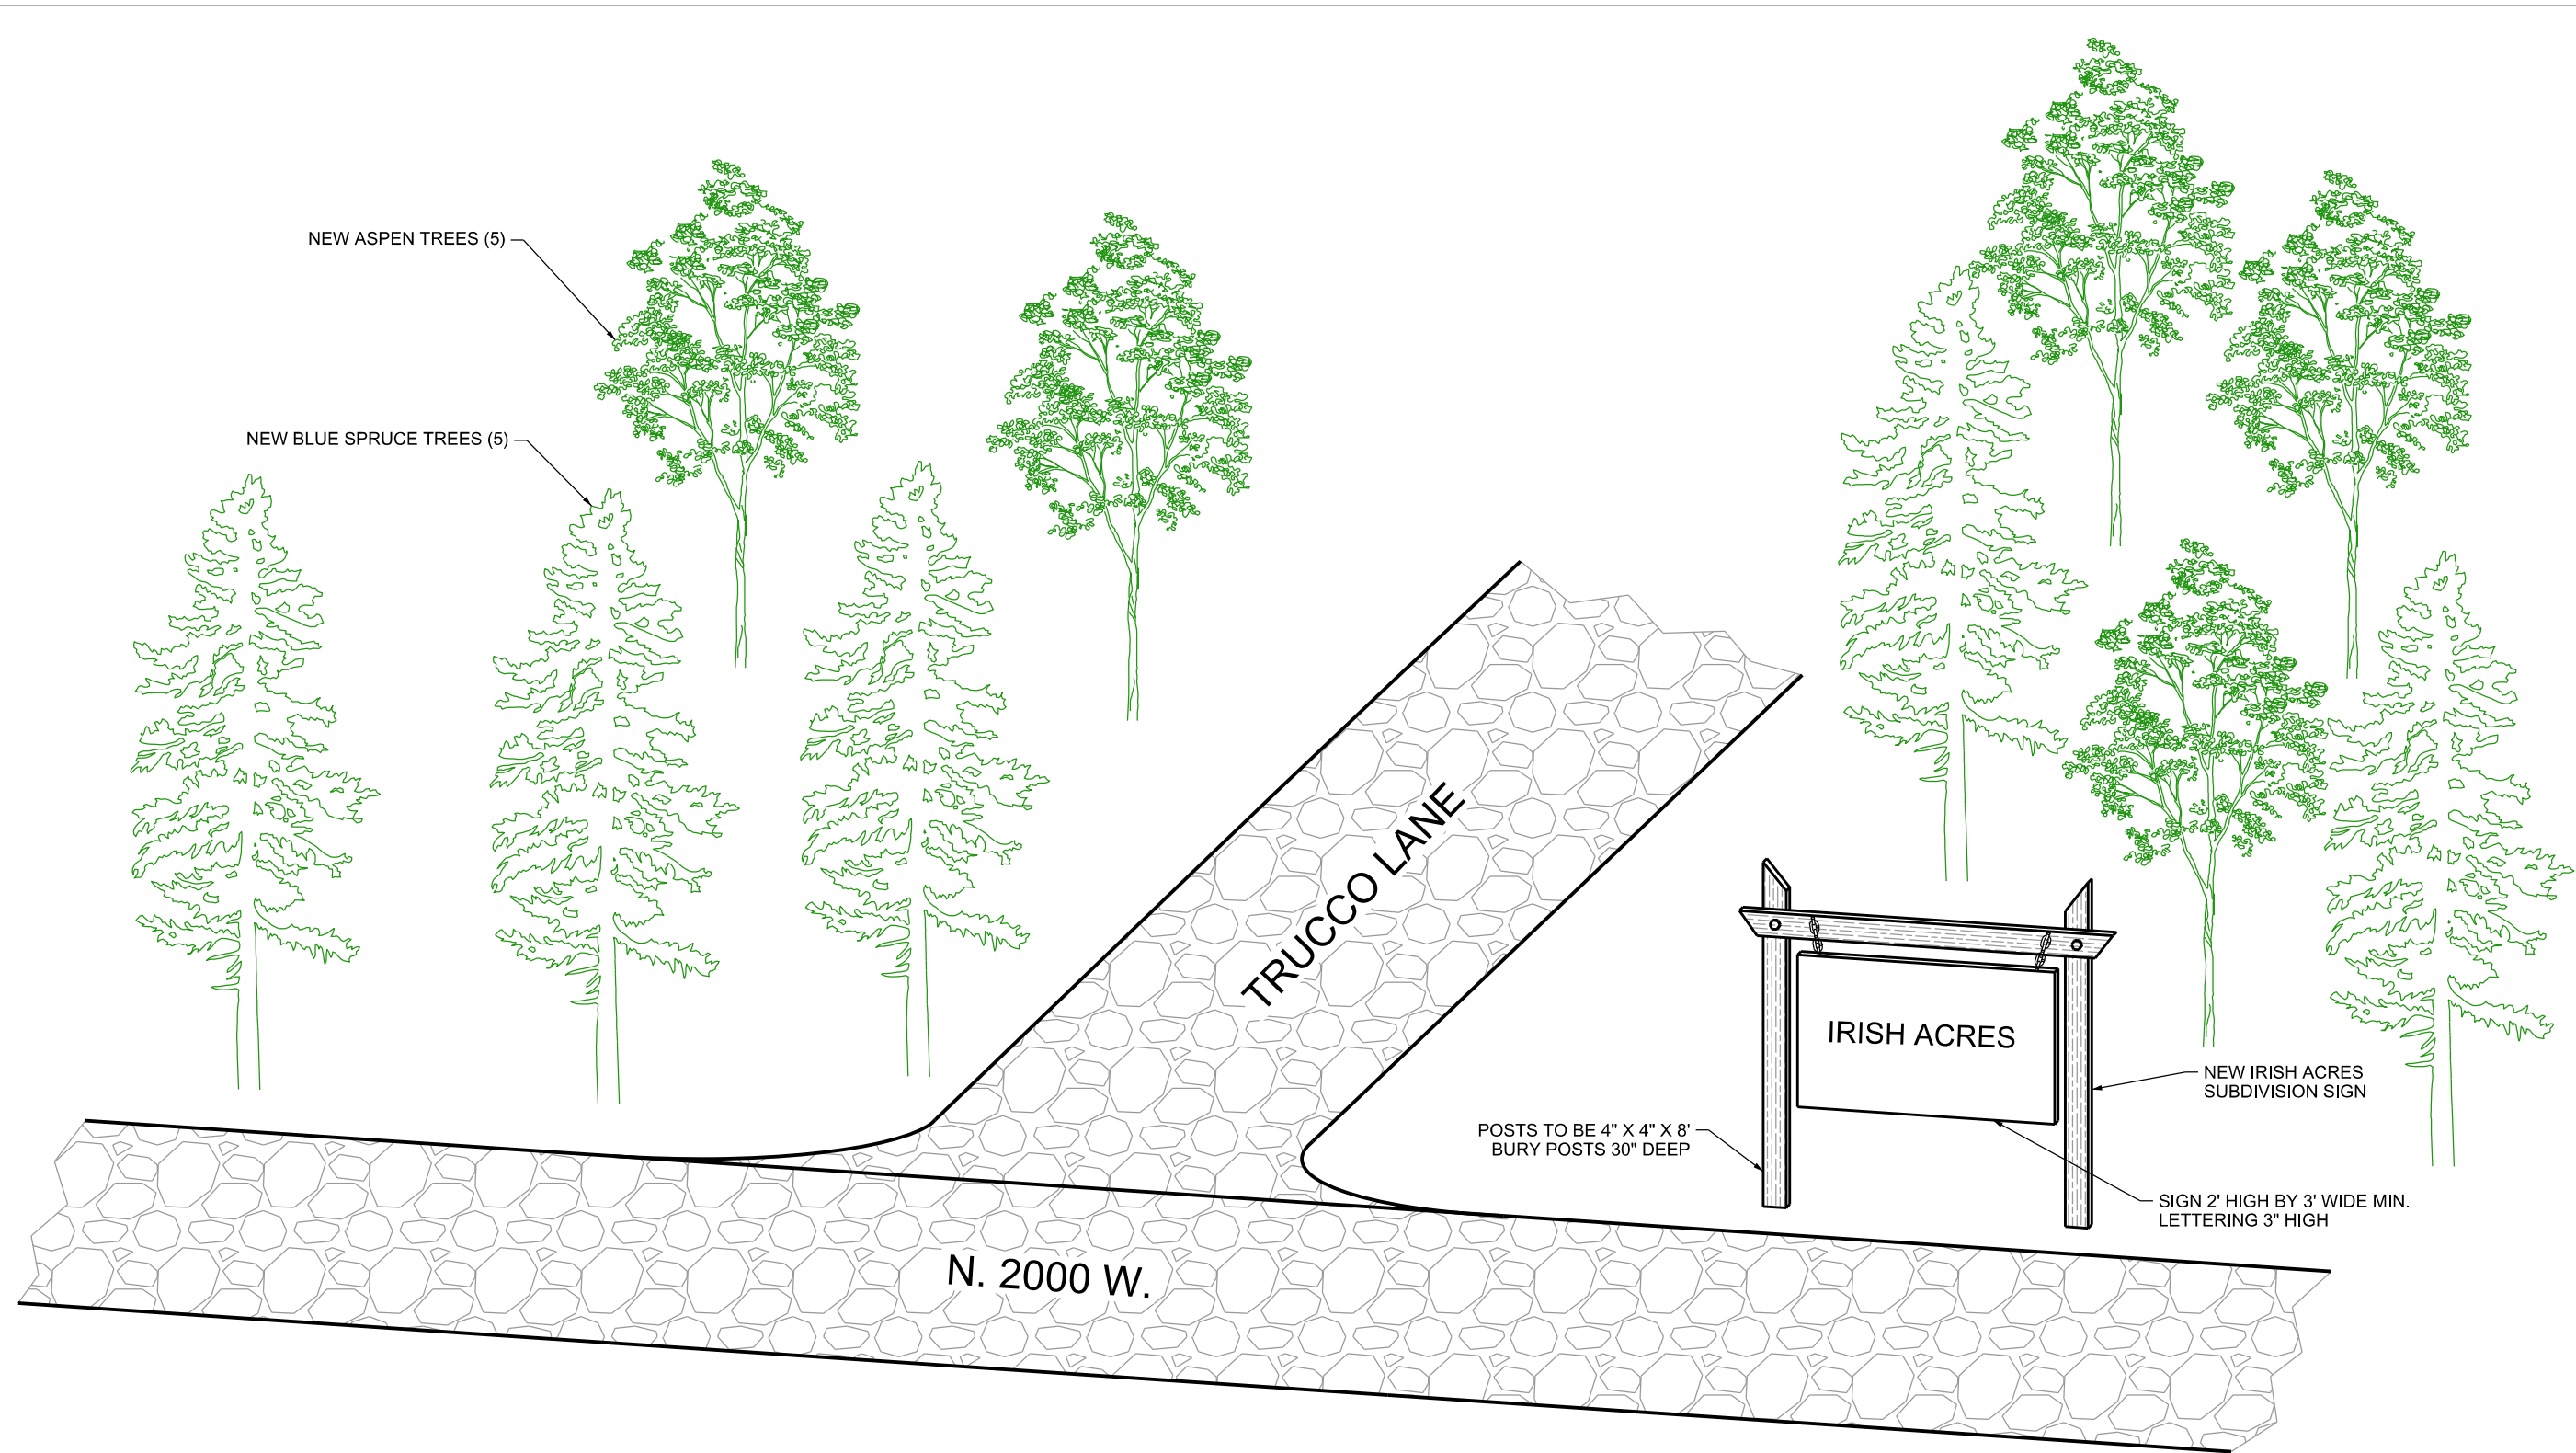 NEW ASPEN TREES (5)
NEW BLUE SPRUCE TREES (5)
TRUCCO LANE
IRISH ACRES
NEW IRISH ACRES
SUBDIVISION SIGN
POSTS TO BE 4" X 4" X 8'
BURY POSTS 30" DEEP
SIGN 2' HIGH BY 3' WIDE MIN.
LETTERING 3" HIGH
N. 2000 W.